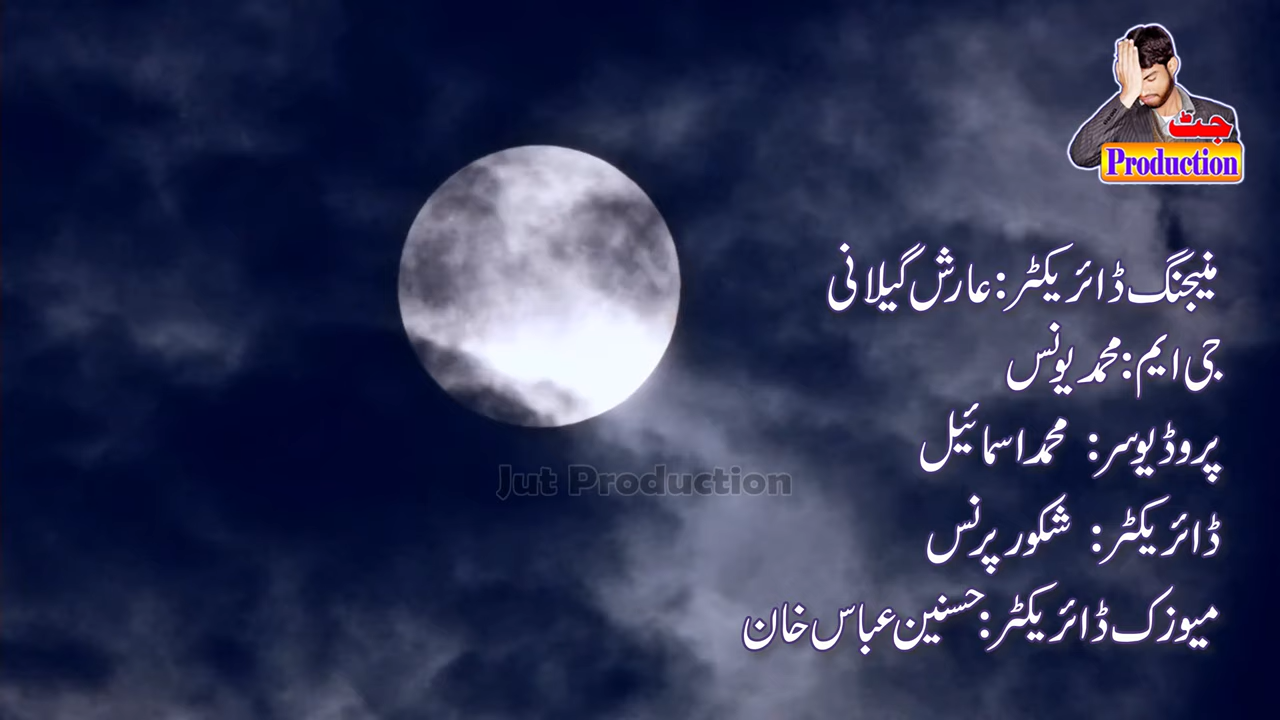 جٹ
Production
منیجنگ ڈائریکٹر: عارش گیلانی
جی ایم: محمد یونس
پروڈیوسر: محمد اسمائیل
ڈائریکٹر: شکور پرنس
میوزک ڈائریکٹر: حسنین عباس خان
Jut Production